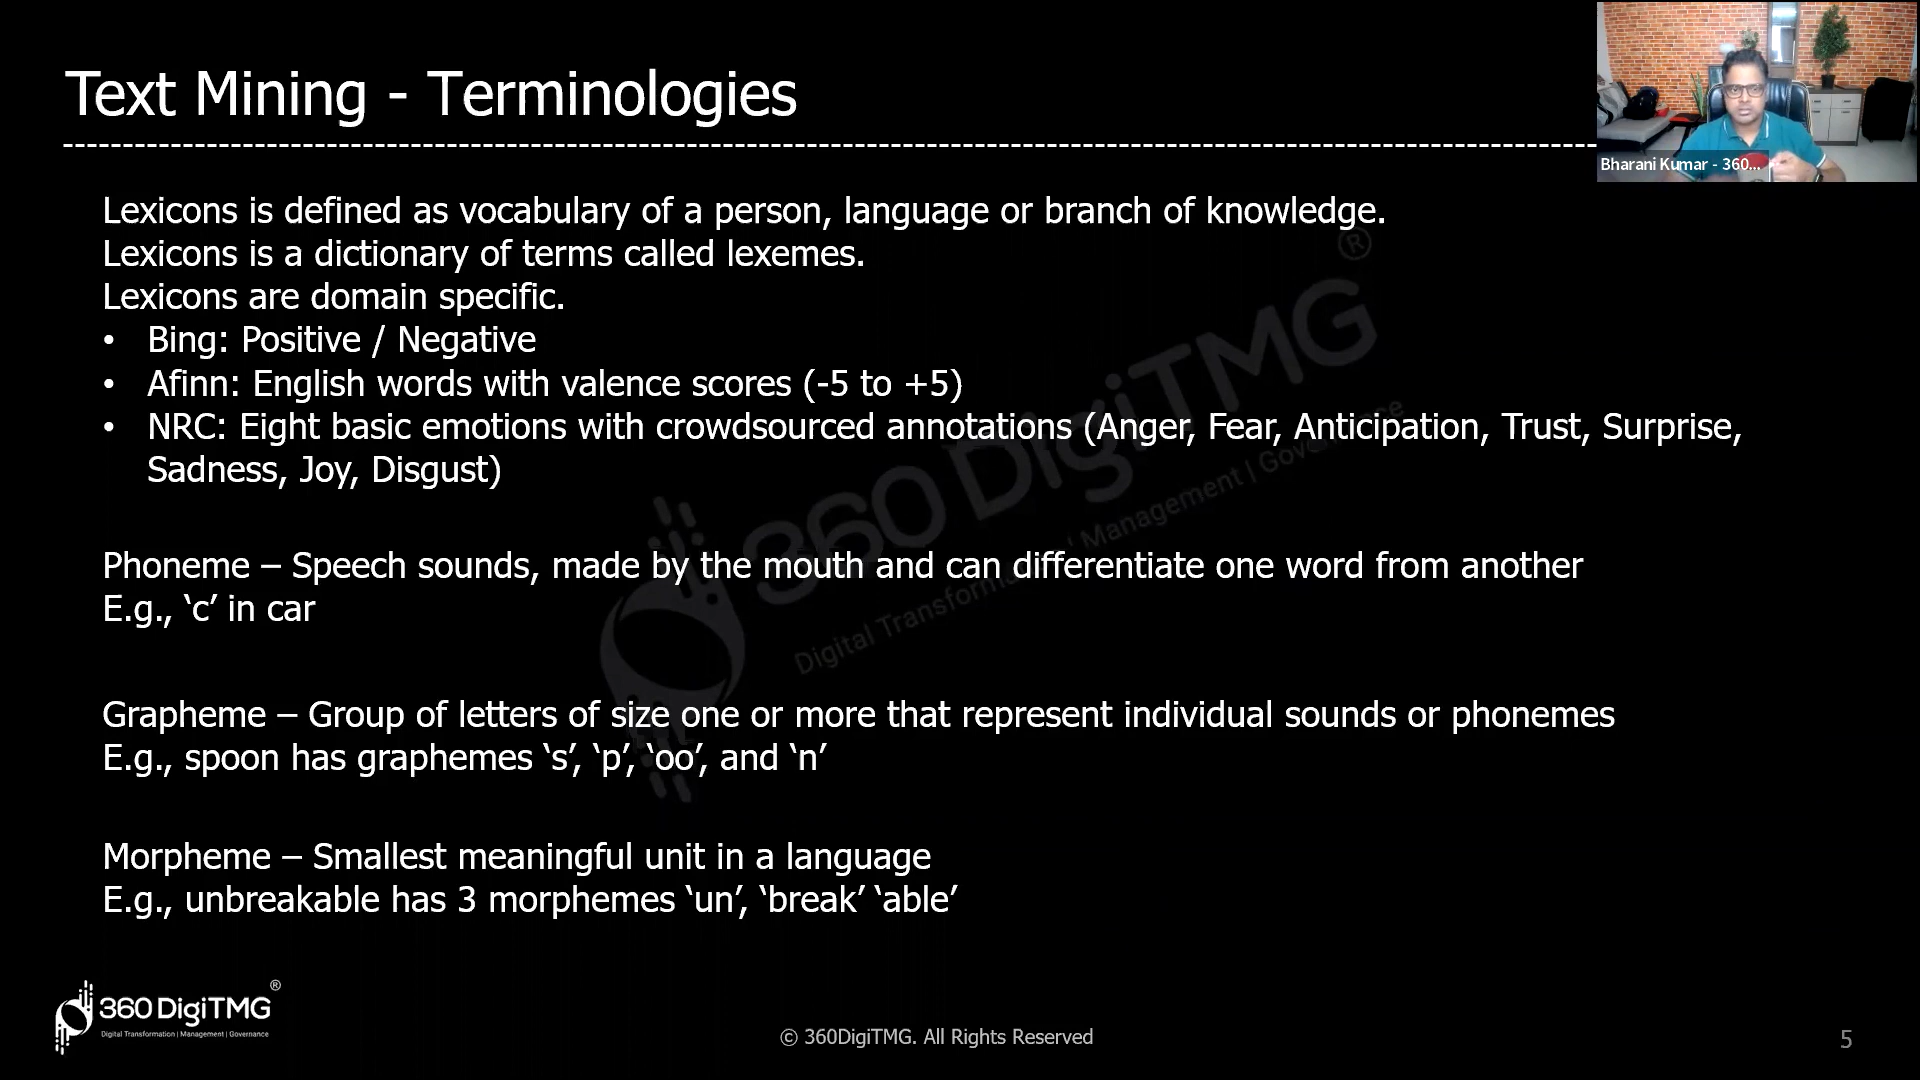 Text Mining - Terminologies
Bharani Kumar - 360...
Lexicons is defined as vocabulary of a person, language or branch of knowledge.
Lexicons is a dictionary of terms called lexemes.
Lexicons are domain specific.
• Bing: Positive / Negative
• Afinn: English words with valence scores (-5 to +5)
• NRC: Eight basic emotions with crowdsourced annotations (Anger, Fear, Anticipation, Trust, Surprise,
Sadness, Joy, Disgust)
Phoneme – Speech sounds, made by the mouth and can differentiate one word from another
E.g., ‘c’ in car
Grapheme – Group of letters of size one or more that represent individual sounds or phonemes
E.g., spoon has graphemes ‘s’, ‘p’, ‘oo’, and ‘n’
Morpheme – Smallest meaningful unit in a language
E.g., unbreakable has 3 morphemes ‘un’, ‘break’ ‘able’
360 DigiTMG ®
Digital Transformation | Management | Governance
360 DigiTMG ®
Digital Transformation | Management | Governance
© 360DigiTMG. All Rights Reserved
5